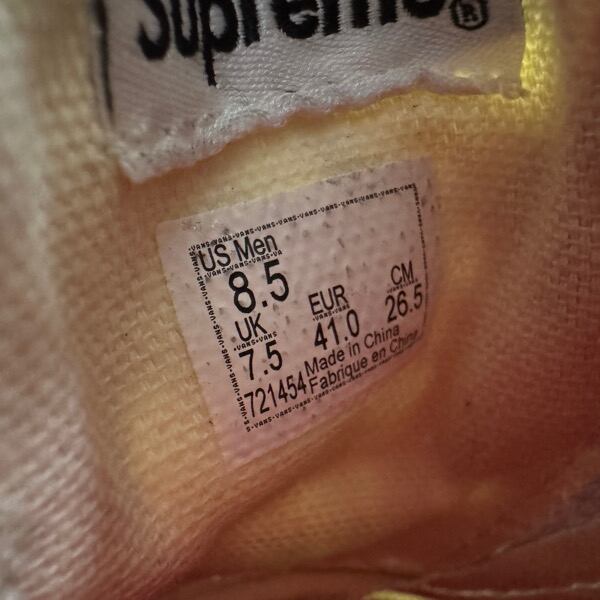 Supreme®
US Men
8.5
UK EUR CM
7.5 41.0 26.5
721454 Made in China
Fabrique en Chine